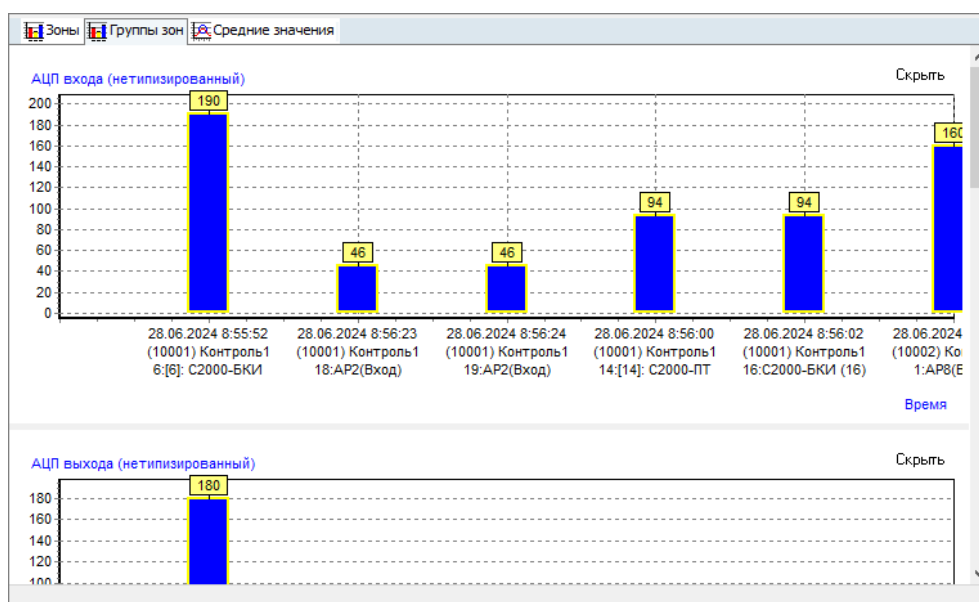 Зоны Группы зон Средние значения
АЦП входа (нетипизированный) Скрыть
200
180
160
140
120
100
80
60
40
20
0
190
46
46
94
94
160
28.06.2024 8:55:52
(10001) Контроль1
6:[6]: С2000-БКИ
28.06.2024 8:56:23
(10001) Контроль1
18:АР2(Вход)
28.06.2024 8:56:24
(10001) Контроль1
19:АР2(Вход)
28.06.2024 8:56:00
(10001) Контроль1
14:[14]: С2000-ПТ
28.06.2024 8:56:02
(10001) Контроль1
16:С2000-БКИ (16)
28.06.2024
(10002)
Время
АЦП выхода (нетипизированный) Скрыть
180
160
140
120
100
180